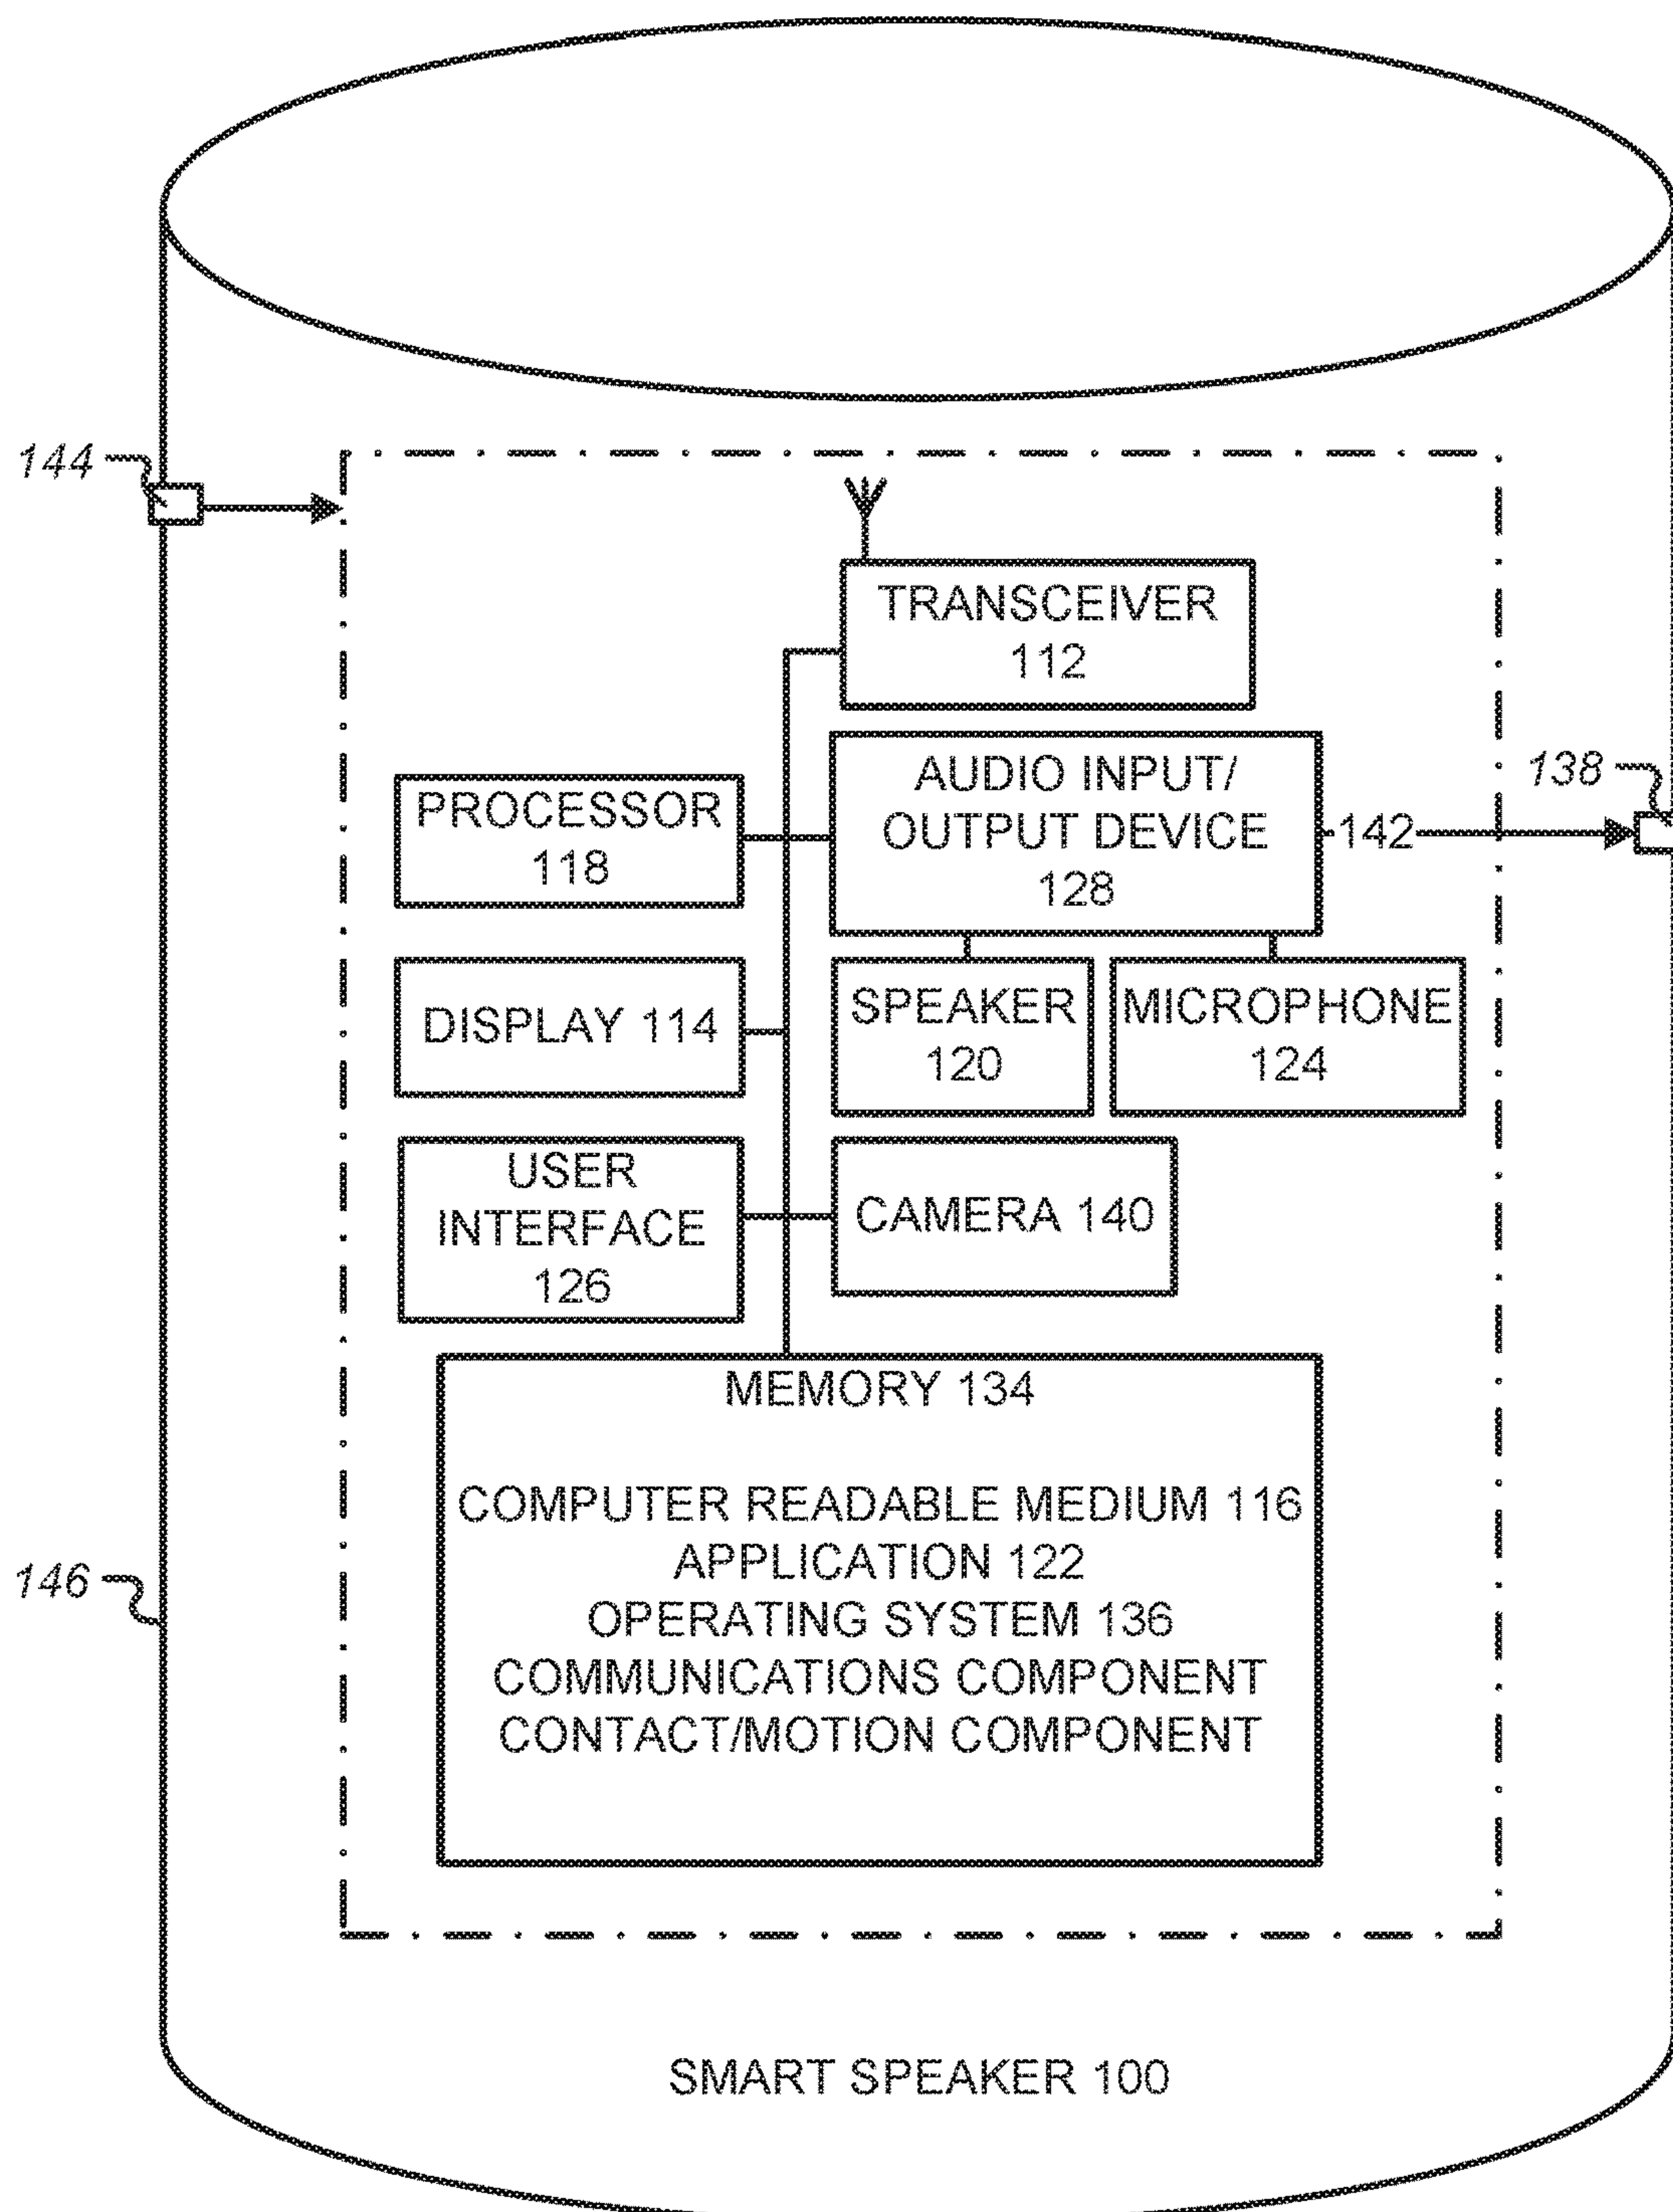 144
TRANSCEIVER
112
AUDIO INPUT/
OUTPUT DEVICE
128
142
138
PROCESSOR
118
DISPLAY 114
SPEAKER
120
MICROPHONE
124
USER
INTERFACE
126
CAMERA 140
MEMORY 134
COMPUTER READABLE MEDIUM 116
APPLICATION 122
OPERATING SYSTEM 136
COMMUNICATIONS COMPONENT
CONTACT/MOTION COMPONENT
146
SMART SPEAKER 100